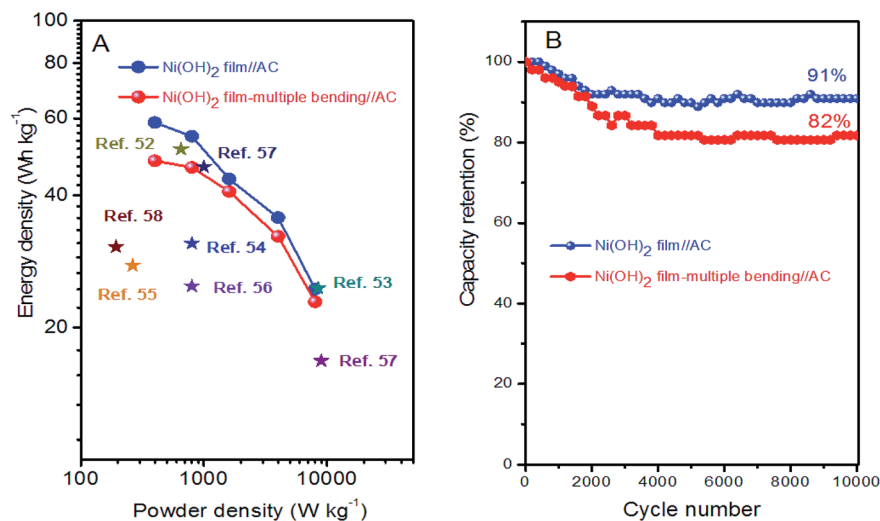 A
100
80
60
40
20
Energy density (Wh kg-1)
Ni(OH)2 film//AC
Ni(OH)2 film-multiple bending//AC
Ref. 52
Ref. 57
Ref. 58
Ref. 54
Ref. 55
Ref. 56
Ref. 53
Ref. 57
100
1000
10000
Powder density (W kg-1)
B
100
80
60
40
20
0
Capacity retention (%)
91%
82%
Ni(OH)2 film//AC
Ni(OH)2 film-multiple bending//AC
0 2000 4000 6000 8000 10000
Cycle number